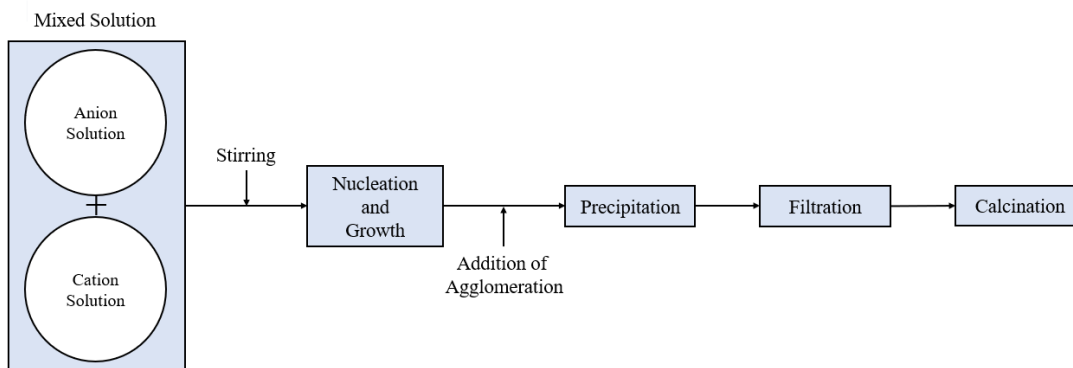 Mixed Solution
Anion
Solution
+
Cation
Solution
Stirring
Nucleation
and
Growth
Addition of
Agglomeration
Precipitation
Filtration
Calcination